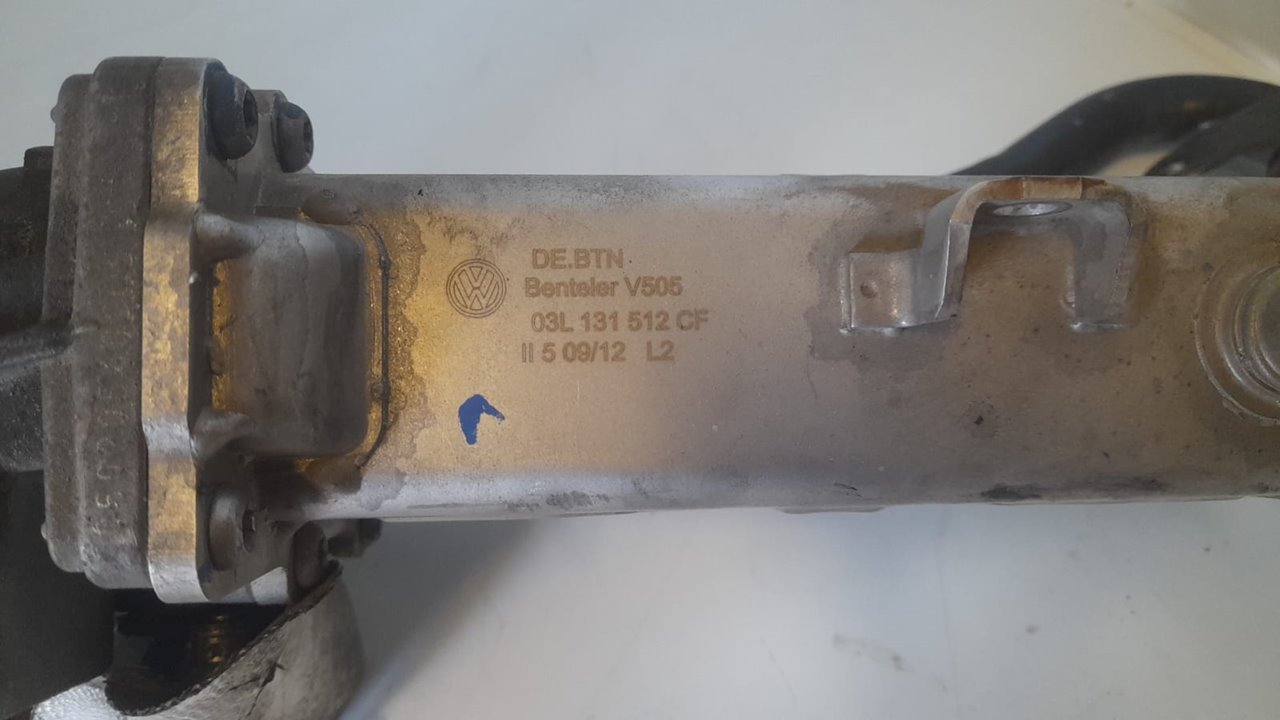 DE.BTN
Benteler V505
03L 131 512 CF
II 5 09/12 L2